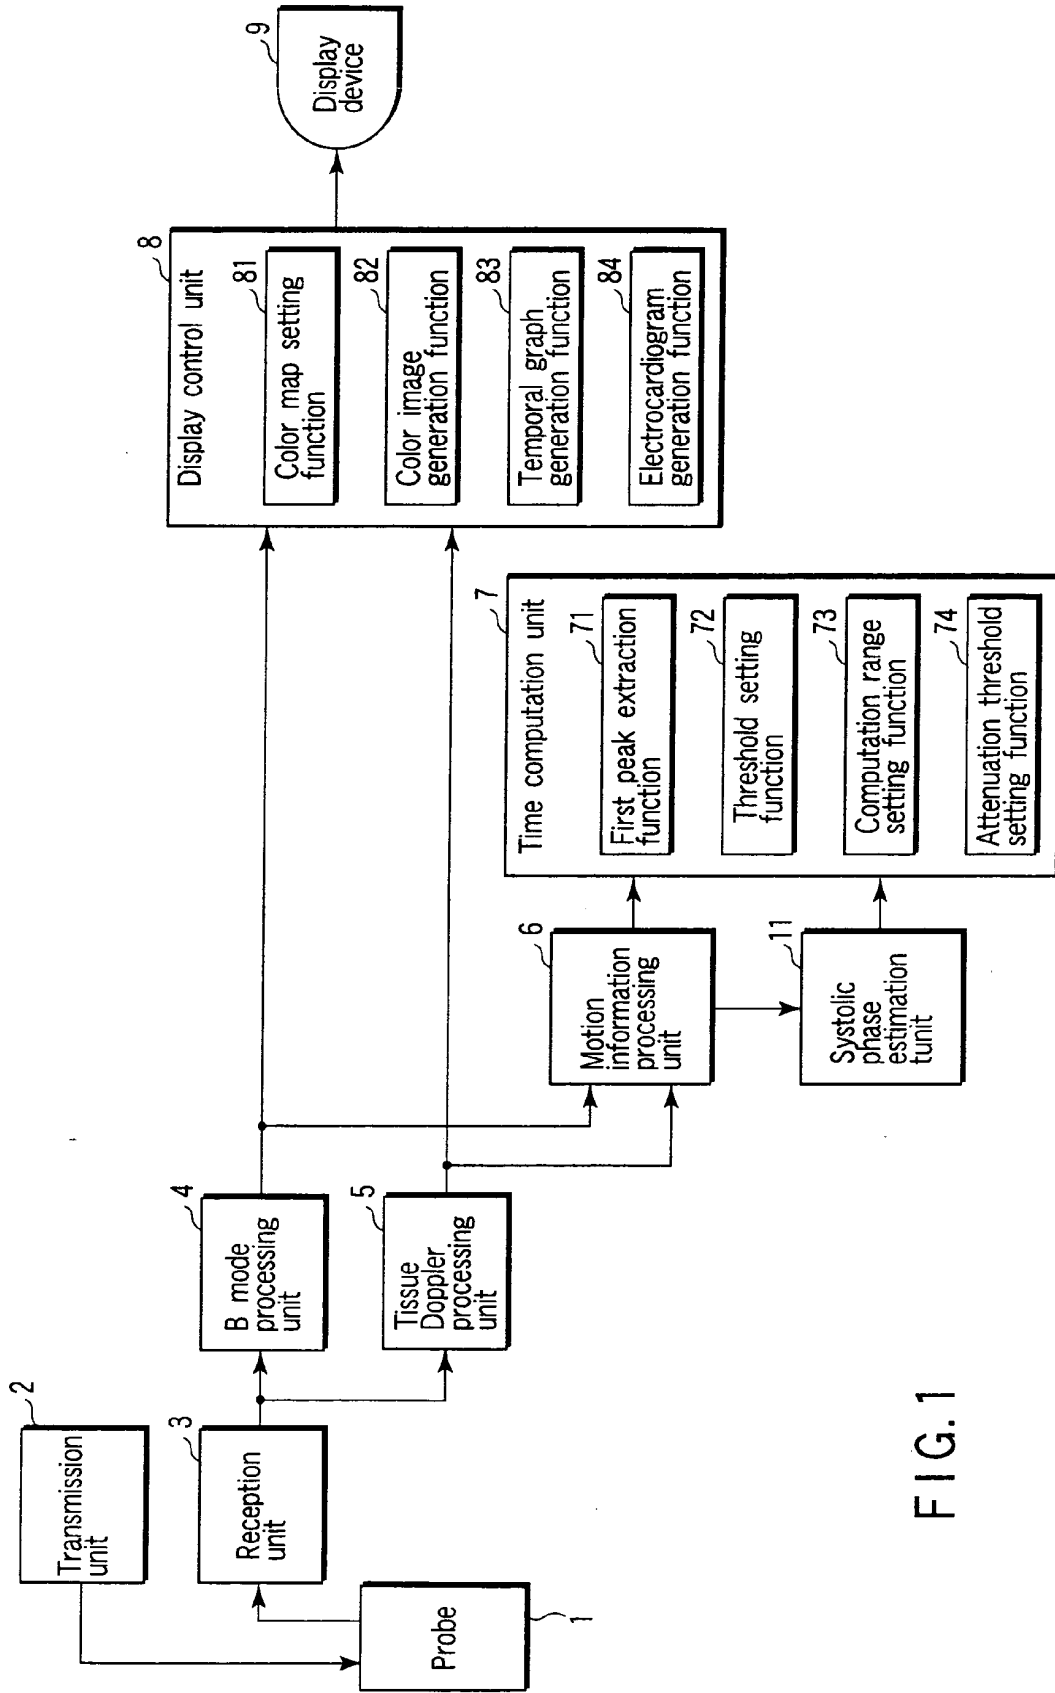 2
Transmission
unit
3
Reception
unit
Probe
1
4
B mode
processing
unit
5
Tissue
Doppler
processing
unit
6
Motion
information
processing
unit
11
Systolic
phase
estimation
tunit
7
Time computation unit
71
First peak extraction
function
72
Threshold setting
function
73
Computation range
setting function
74
Attenuation threshold
setting function
8
Display control unit
81
Color map setting
function
82
Color image
generation function
83
Temporal graph
generation function
84
Electrocardiogram
generation function
9
Display
device
FIG. 1